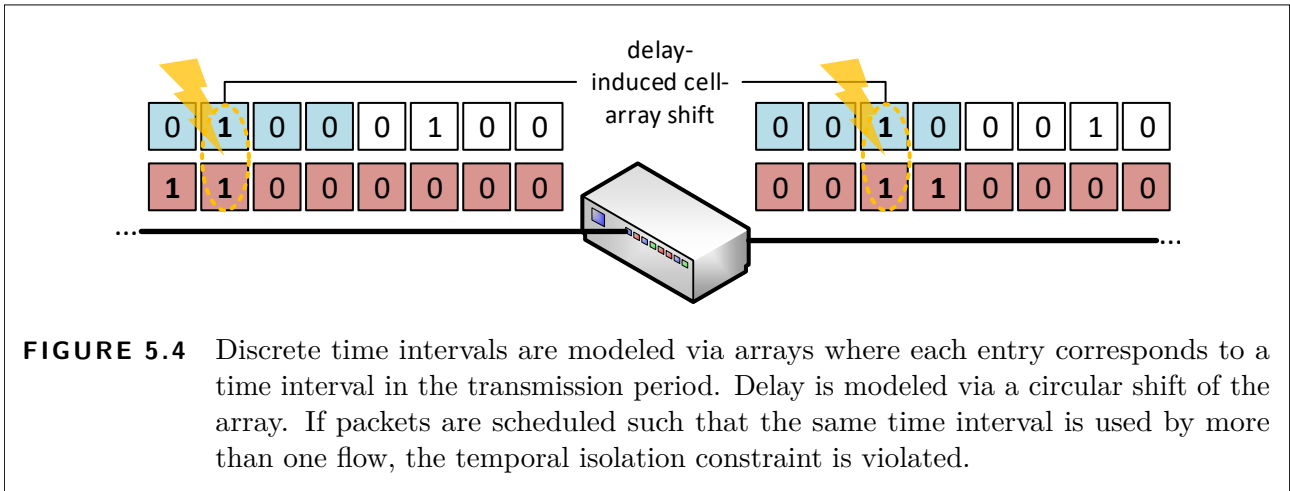 delay-
induced cell-
array shift
0 1 0 0 0 1 0 0
0 0 1 0 0 0 1 0
1 1 0 0 0 0 0 0
0 0 1 1 0 0 0 0
...
...
FIGURE 5.4 Discrete time intervals are modeled via arrays where each entry corresponds to a
time interval in the transmission period. Delay is modeled via a circular shift of the
array. If packets are scheduled such that the same time interval is used by more
than one flow, the temporal isolation constraint is violated.